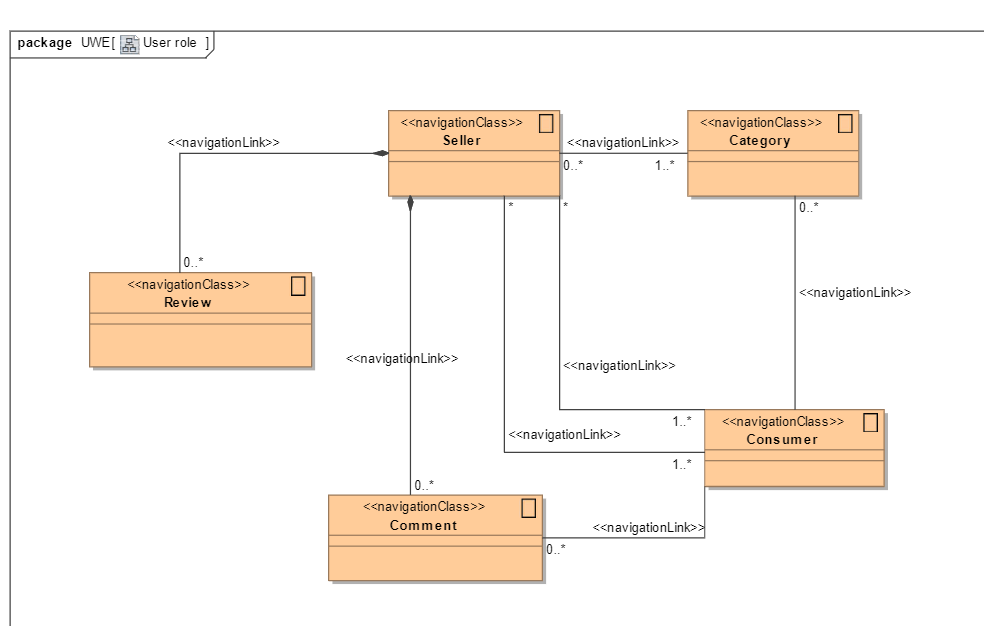 package UWE[ User role ]
<<navigationClass>>
Seller
<<navigationClass>>
Category
<<navigationLink>>
<<navigationLink>>
0..*
1..*
*
*
0..*
0..*
<<navigationClass>>
Review
<<navigationLink>>
<<navigationLink>>
<<navigationLink>>
1..*
<<navigationClass>>
Consumer
<<navigationLink>>
1..*
0..*
<<navigationClass>>
Comment
<<navigationLink>>
0..*